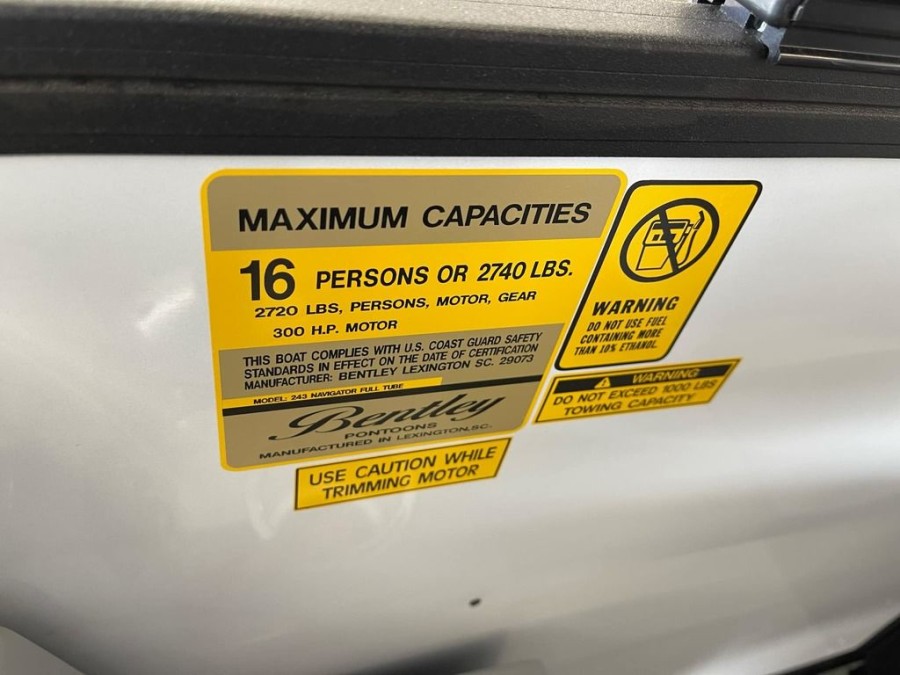 MAXIMUM CAPACITIES
16 PERSONS OR 2740 LBS.
2720 LBS, PERSONS, MOTOR, GEAR
300 H.P. MOTOR
THIS BOAT COMPLIES WITH U.S. COAST GUARD SAFETY
STANDARDS IN EFFECT ON THE DATE OF CERTIFICATION
MANUFACTURER: BENTLEY LEXINGTON SC. 29073
MODEL: 243 NAVIGATOR FULL TUBE
Bentley
PONTOONS
MANUFACTURED IN LEXINGTON,SC.
USE CAUTION WHILE
TRIMMING MOTOR
WARNING
DO NOT USE FUEL
CONTAINING MORE
THAN 10% ETHANOL.
WARNING
DO NOT EXCEED 1000 LBS
TOWING CAPACITY